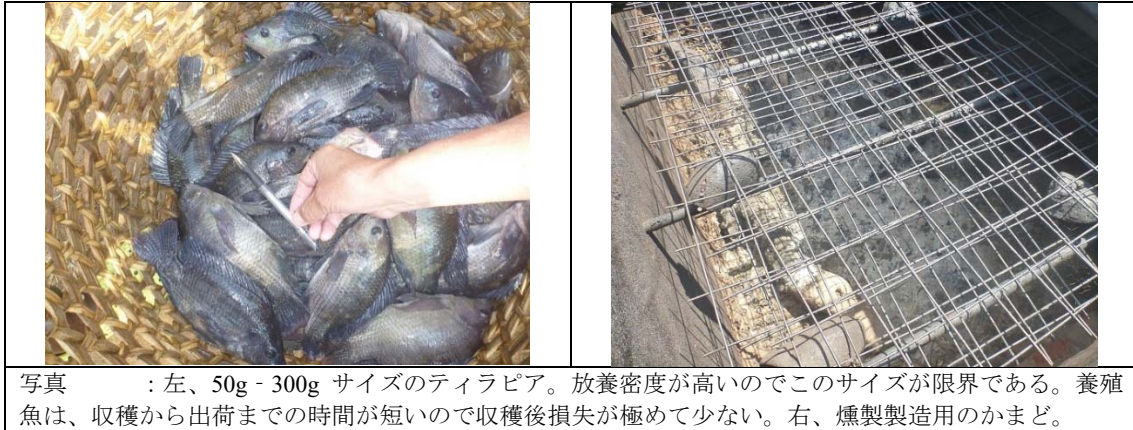 写真　　　：左、50g‐300g サイズのティラピア。放養密度が高いのでこのサイズが限界である。養殖
魚は、収穫から出荷までの時間が短いので収穫後損失が極めて少ない。右、燻製製造用のかまど。